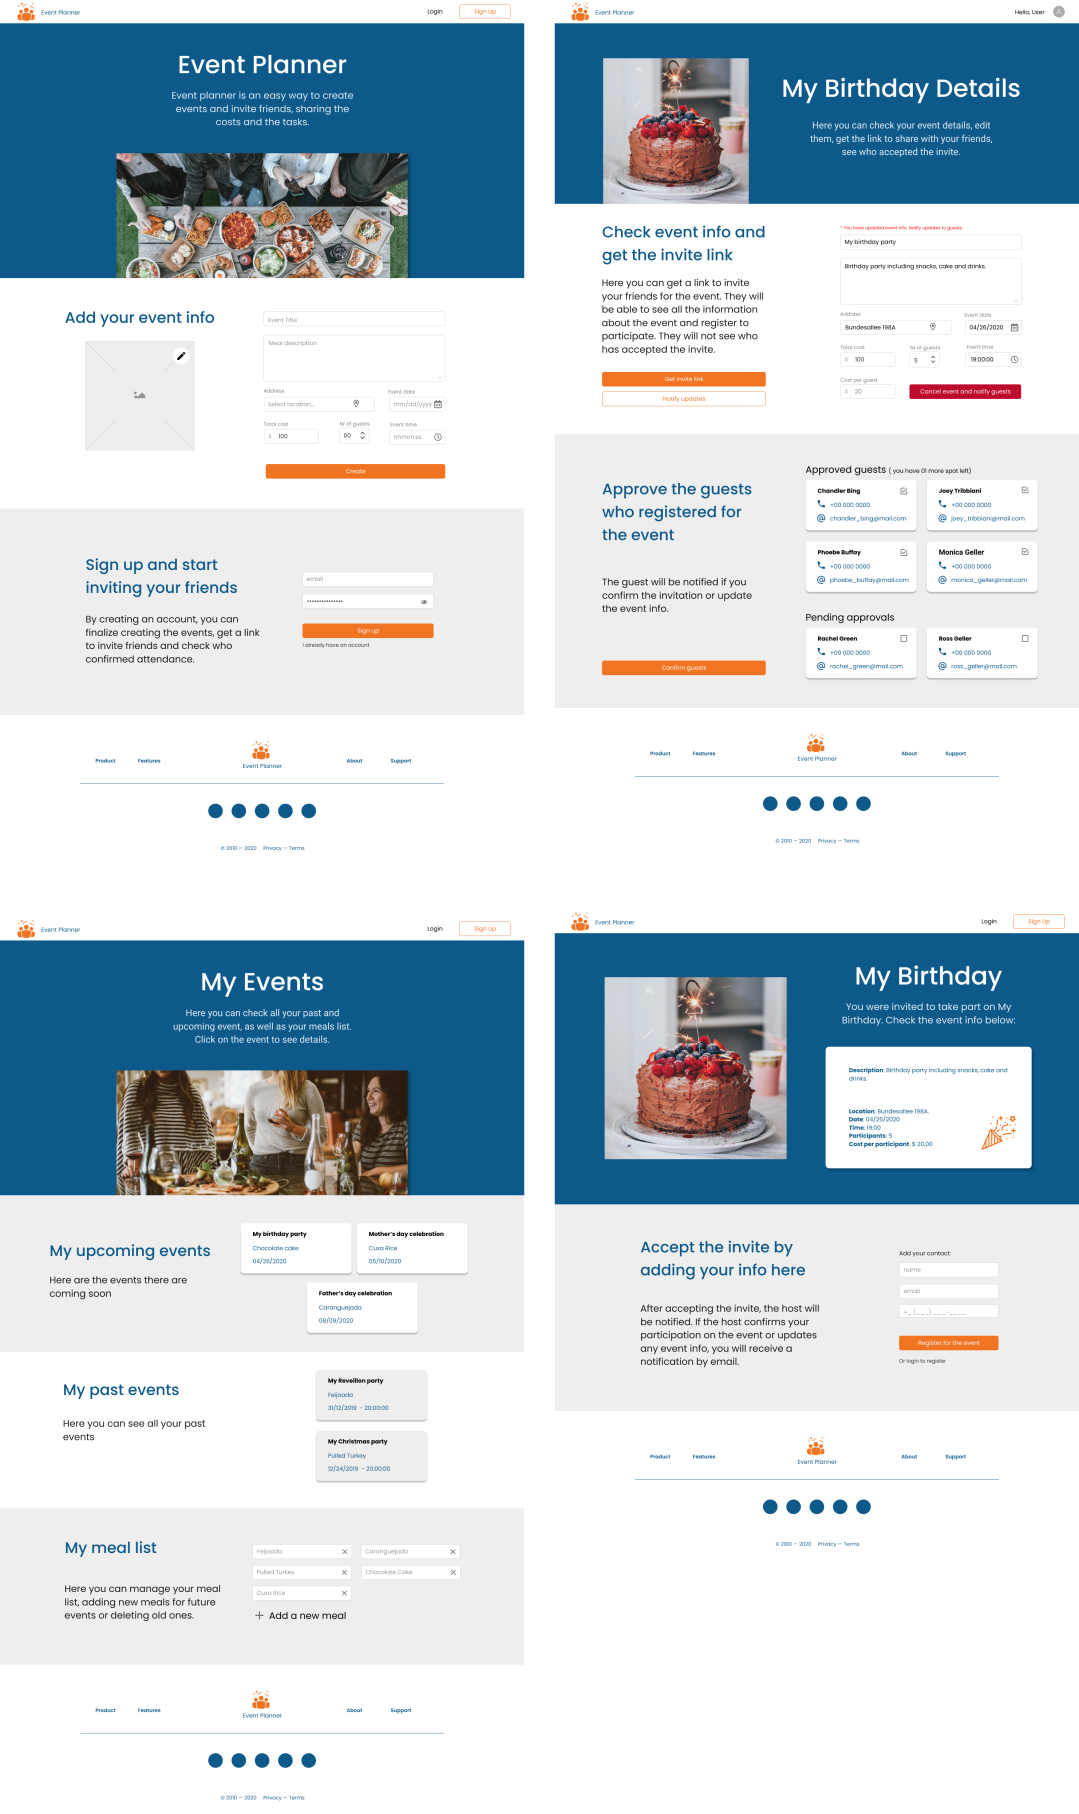 Event Planner
Login
Sign Up
Event Planner
Event planner is an easy way to create
events and invite friends, sharing the
costs and the tasks.
Add your event info
Event Title
Meal description
Address
Event date
Select location..
mm/dd/yyyy
Total cost
Nr of guests
Event time
$ 100
00
hh:mm:ss
Create
Sign up and start
inviting your friends
By creating an account, you can
finalize creating the events, get a link
to invite friends and check who
confirmed attendance.
email
***************
Sign up
I already have an account
Product
Features
Event Planner
About
Support
© 2010 — 2020 Privacy — Terms
Event Planner
Hello, User
My Birthday Details
Here you can check your event details, edit
them, get the link to share with your friends,
see who accepted the invite.
Check event info and
get the invite link
Here you can get a link to invite
your friends for the event. They will
be able to see all the information
about the event and register to
participate. They will not see who
has accepted the invite.
Get invite link
Notify updates
* You have updated event info. Notify updates to guests
My birthday party
Birthday party including snacks, cake and drinks.
Address
Event date
Bundesallee 198A
04/26/2020
Total cost
Nr of guests
Event time
$ 100
5
19:00:00
Cost per guest
$ 20
Cancel event and notify guests
Approve the guests
who registered for
the event
The guest will be notified if you
confirm the invitation or update
the event info.
Confirm guests
Approved guests ( you have 01 more spot left)
Chandler Bing
+00 000 0000
chandler_bing@mail.com
Joey Tribbiani
+00 000 0000
joey_tribbiani@mail.com
Phoebe Buffay
+00 000 0000
phoebe_buffay@mail.com
Monica Geller
+00 000 0000
monica_geller@mail.com
Pending approvals
Rachel Green
+00 000 0000
rachel_green@mail.com
Ross Geller
+00 000 0000
ross_geller@mail.com
Product
Features
Event Planner
About
Support
© 2010 — 2020 Privacy — Terms
Event Planner
Login
Sign Up
My Events
Here you can check all your past and
upcoming event, as well as your meals list.
Click on the event to see details.
My upcoming events
Here are the events there are
coming soon
My birthday party
Chocolate cake
04/26/2020
Mother's day celebration
Cuxa Rice
05/10/2020
Father's day celebration
Caranguejada
08/09/2020
My past events
Here you can see all your past
events
My Reveillon party
Feijoada
31/12/2019 - 20:00:00
My Christmas party
Pulled Turkey
12/24/2019 - 20:00:00
My meal list
Here you can manage your meal
list, adding new meals for future
events or deleting old ones.
Feijoada
Caranguejada
Pulled Turkey
Chocolate Cake
Cuxa Rice
Add a new meal
Product
Features
Event Planner
About
Support
© 2010 — 2020 Privacy — Terms
Event Planner
Login
Sign Up
My Birthday
You were invited to take part on My
Birthday. Check the event info below:
Description: Birthday party including snacks, cake and
drinks.
Location: Bundesallee 198A.
Date: 04/26/2020
Time: 19:00
Participants: 5
Cost per participant: $ 20.00
Accept the invite by
adding your info here
After accepting the invite, the host will
be notified. If the host confirms your
participation on the event or updates
any event info, you will receive a
notification by email.
Add your contact:
name
email
+_ (___) ___-____
Register for the event
Or login to register
Product
Features
Event Planner
About
Support
© 2010 — 2020 Privacy — Terms